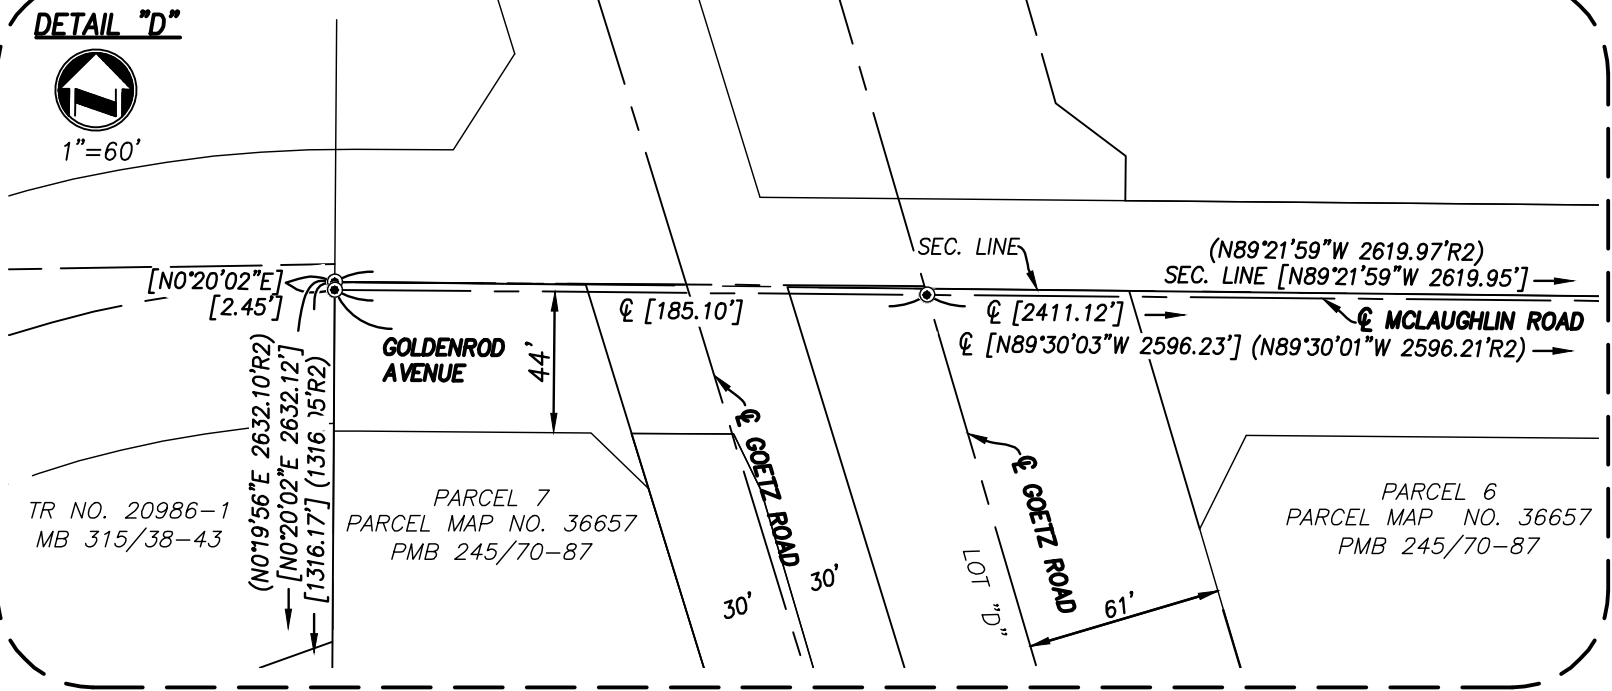 DETAIL "D"
1"=60'
SEC. LINE
(N89°21'59"W 2619.97'R2)
SEC. LINE [N89°21'59"W 2619.95']
[N0°20'02"E]
[2.45']
℄ [185.10']
℄ [2411.12']
℄ MCLAUGHLIN ROAD
℄ [N89°30'03"W 2596.23'] (N89°30'01"W 2596.21'R2)
GOLDENROD
AVENUE
44'
(N0°19'56"E 2632.10'R2)
[N0°20'02"E 2632.12']
[1316.17'] (1316.15'R2)
℄ GOETZ ROAD
℄ GOETZ ROAD
TR NO. 20986-1
MB 315/38-43
PARCEL 7
PARCEL MAP NO. 36657
PMB 245/70-87
PARCEL 6
PARCEL MAP NO. 36657
PMB 245/70-87
30'
30'
LOT "D"
61'